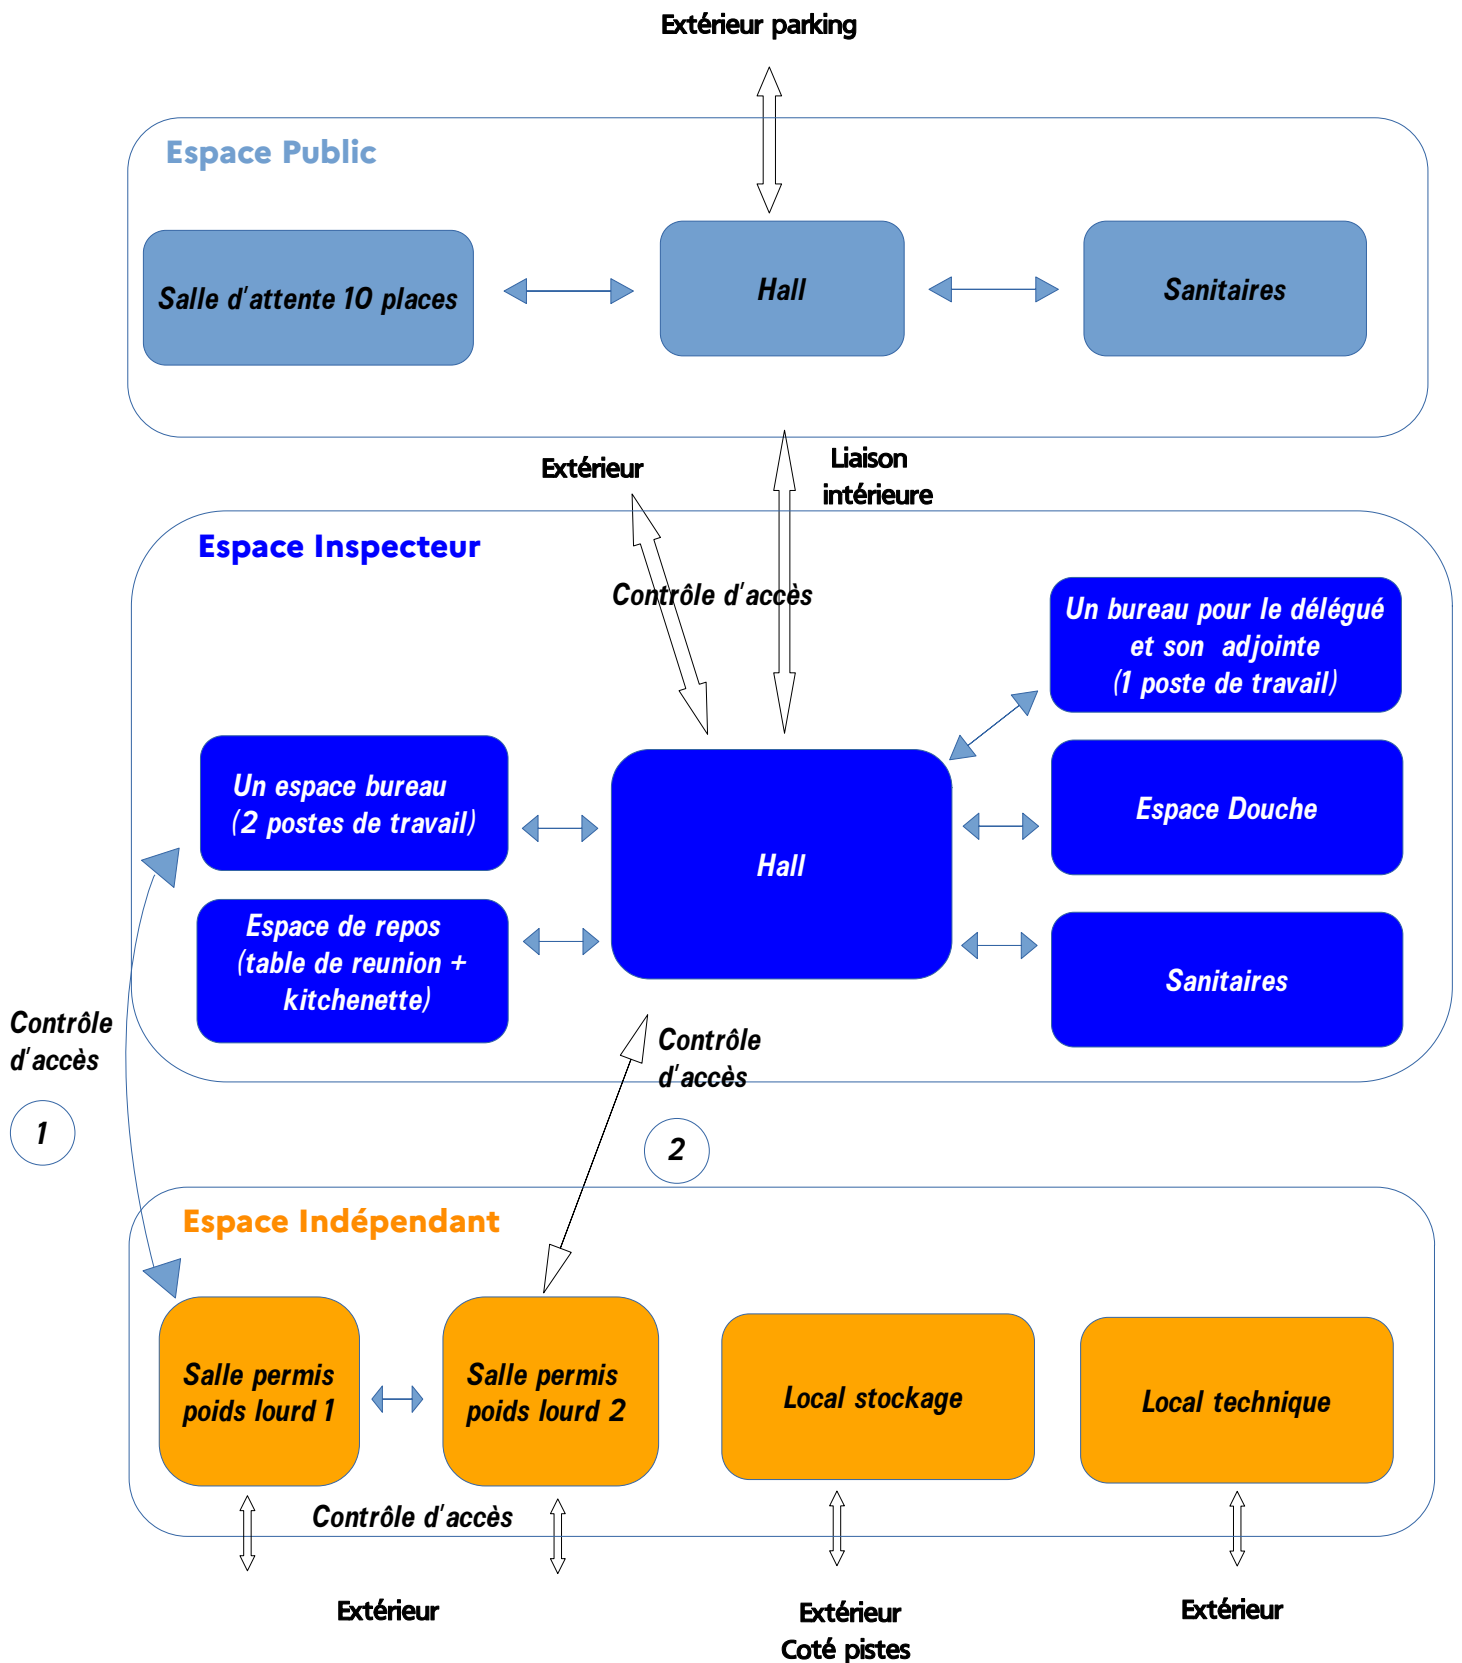 Extérieur parking
Espace Public
Salle d'attente 10 places
Hall
Sanitaires
Extérieur
Liaison
intérieure
Espace Inspecteur
Contrôle d'accès
Un bureau pour le délégué
et son adjointe
(1 poste de travail)
Un espace bureau
(2 postes de travail)
Espace Douche
Hall
Espace de repos
(table de reunion +
kitchenette)
Sanitaires
Contrôle
d'accès
1
Contrôle
d'accès
2
Espace Indépendant
Salle permis
poids lourd 1
Salle permis
poids lourd 2
Local stockage
Local technique
Contrôle d'accès
Extérieur
Extérieur
Coté pistes
Extérieur